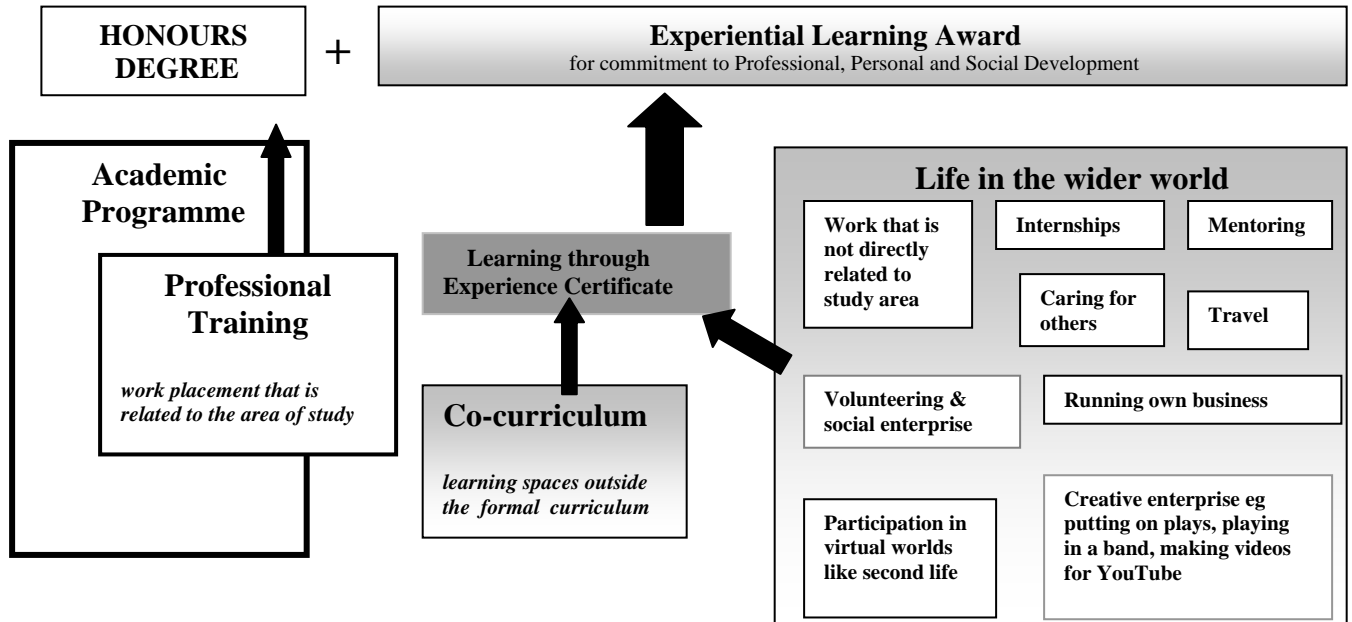 HONOURS
DEGREE
+
Experiential Learning Award
for commitment to Professional, Personal and Social Development
Academic
Programme
Professional
Training
work placement that is
related to the area of study
Learning through
Experience Certificate
Co-curriculum
learning spaces outside
the formal curriculum
Life in the wider world
Work that is
not directly
related to
study area
Internships
Mentoring
Caring for
others
Travel
Volunteering &
social enterprise
Running own business
Participation in
virtual worlds
like second life
Creative enterprise eg
putting on plays, playing
in a band, making videos
for YouTube